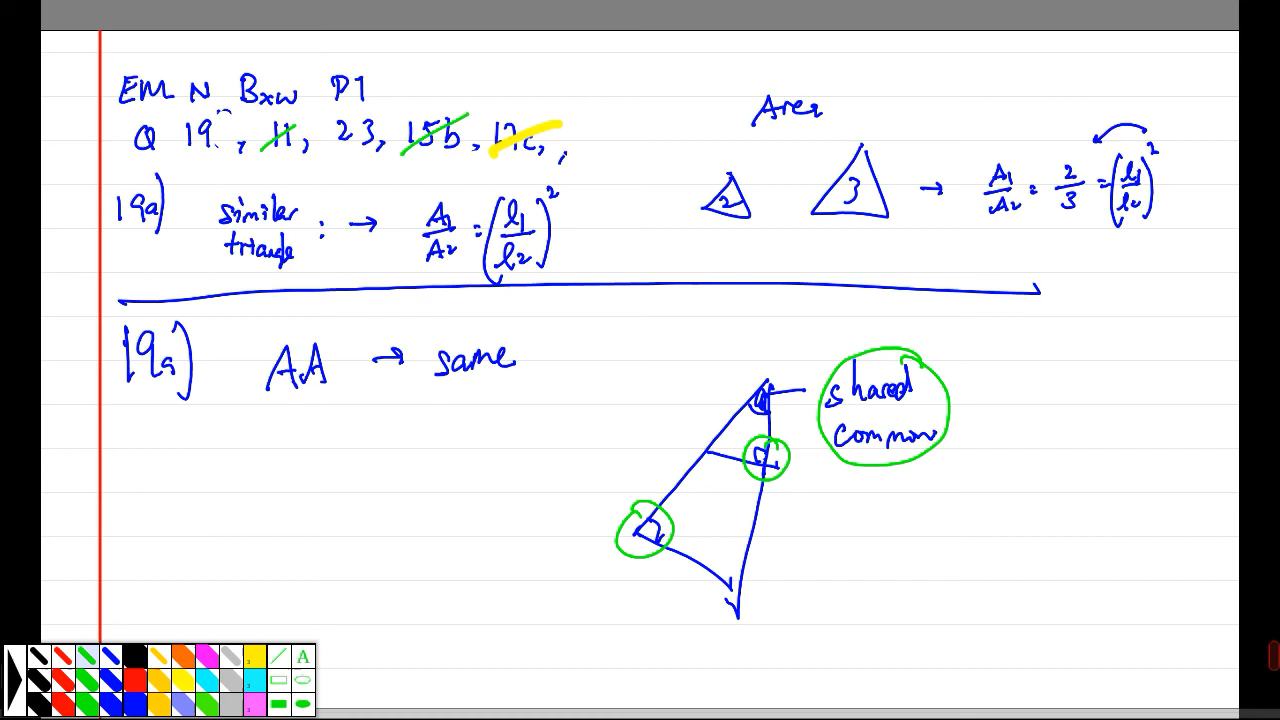 EM N Bxw P1
Q 19, 11, 23, 15b, 17c,
Area
2
3
→ A1/A2 = 2/3 = (l1/l2)²
19a) similar triangle : → A1/A2 = (l1/l2)²
19a) AA → same
shared
common
A